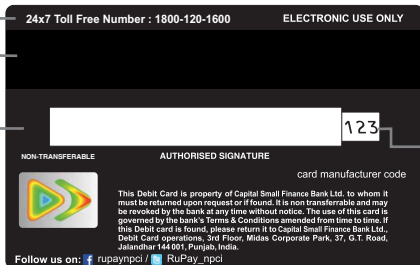 24x7 Toll Free Number : 1800-120-1600 ELECTRONIC USE ONLY
123
NON-TRANSFERABLE AUTHORISED SIGNATURE
card manufacturer code
This Debit Card is property of Capital Small Finance Bank Ltd. to whom it
must be returned upon request or if found. It is non transferrable and may
be revoked by the bank at any time without notice. The use of this card is
governed by the bank's Terms & Conditions amended from time to time. If
this Debit Card is found, please return it to Capital Small Finance Bank Ltd.,
Debit Card operations, 3rd Floor, Midas Corporate Park, 37, G.T. Road,
Jalandhar 144 001, Punjab, India.
Follow us on: f rupaynpci / RuPay_npci